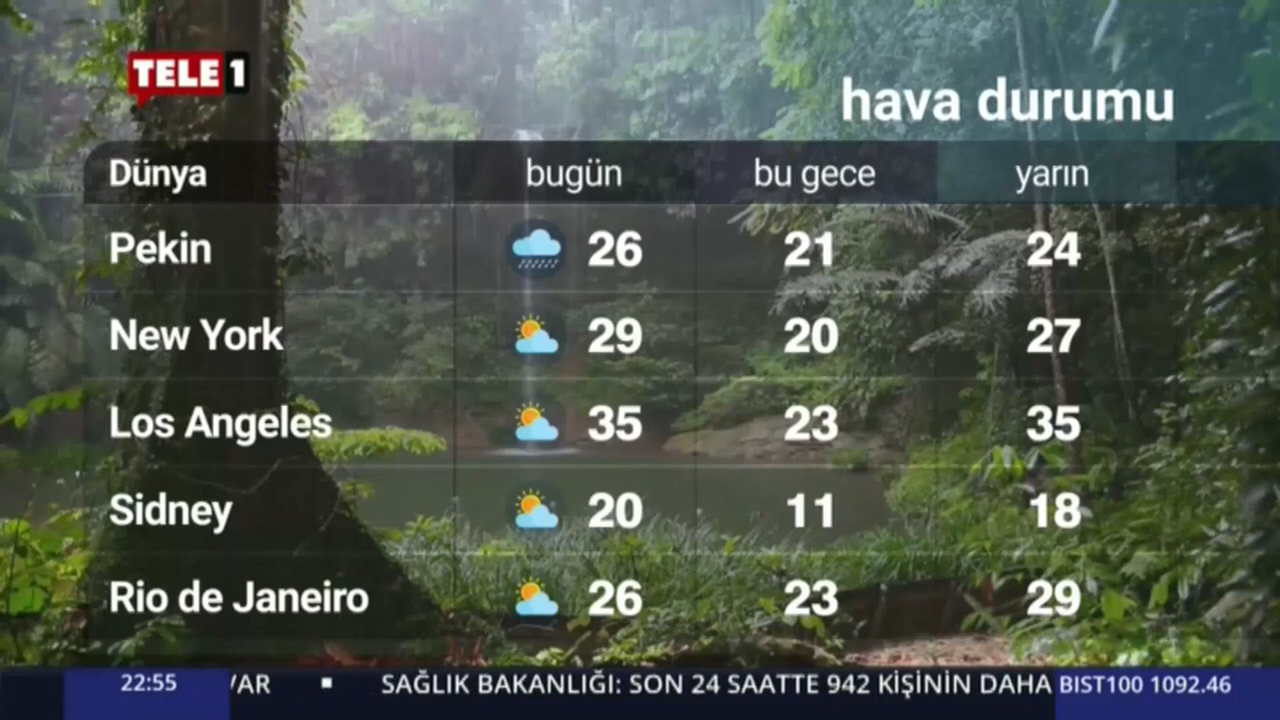 TELE 1
hava durumu
Dünya bugün bu gece yarın
Pekin 26 21 24
New York 29 20 27
Los Angeles 35 23 35
Sidney 20 11 18
Rio de Janeiro 26 23 29
22:55 VAR ▪ SAĞLIK BAKANLIĞI: SON 24 SAATTE 942 KİŞİNİN DAHA BIST100 1092.46